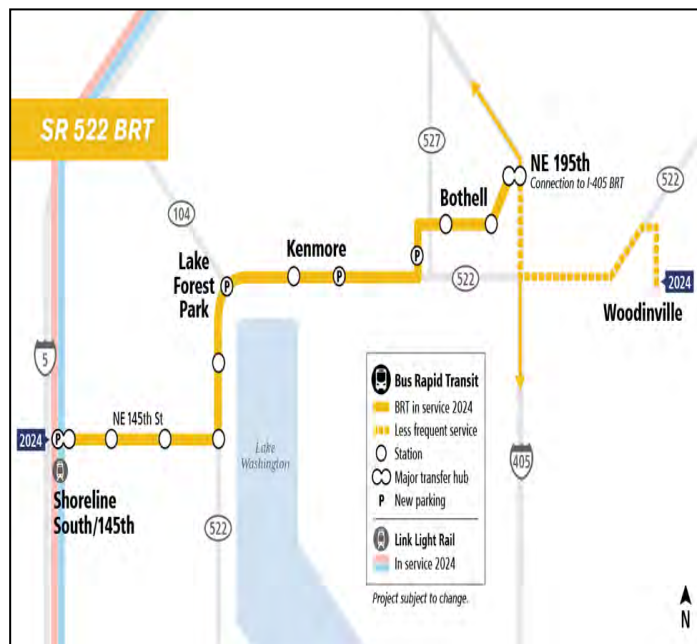 SR 522 BRT
527
NE 195th
Connection to I-405 BRT
522
Bothell
104
Kenmore
Lake
Forest
Park
P
P
P
522
2024
Woodinville
5
Bus Rapid Transit
BRT in service 2024
Less frequent service
Station
Major transfer hub
P New parking
Link Light Rail
In service 2024
Project subject to change.
NE 145th St
2024
P
Lake
Washington
405
Shoreline
South/145th
522
N